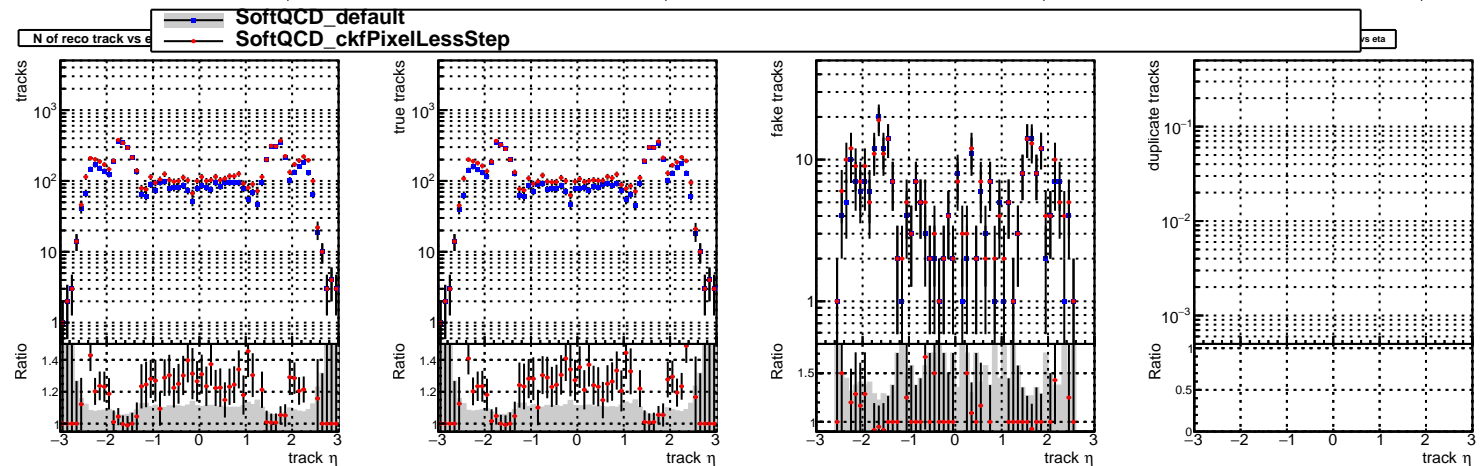 SoftQCD_default
SoftQCD_ckfPixelLessStep
N of reco track vs e
vs eta
tracks
10³
10²
10
1
Ratio
1.4
1.2
1
−3 −2 −1 0 1 2 3
track η
true tracks
10³
10²
10
1
Ratio
1.4
1.2
1
−3 −2 −1 0 1 2 3
track η
fake tracks
10
1
Ratio
1.5
1
−3 −2 −1 0 1 2 3
track η
duplicate tracks
10⁻¹
10⁻²
10⁻³
Ratio
1
0.5
0
−3 −2 −1 0 1 2 3
track η